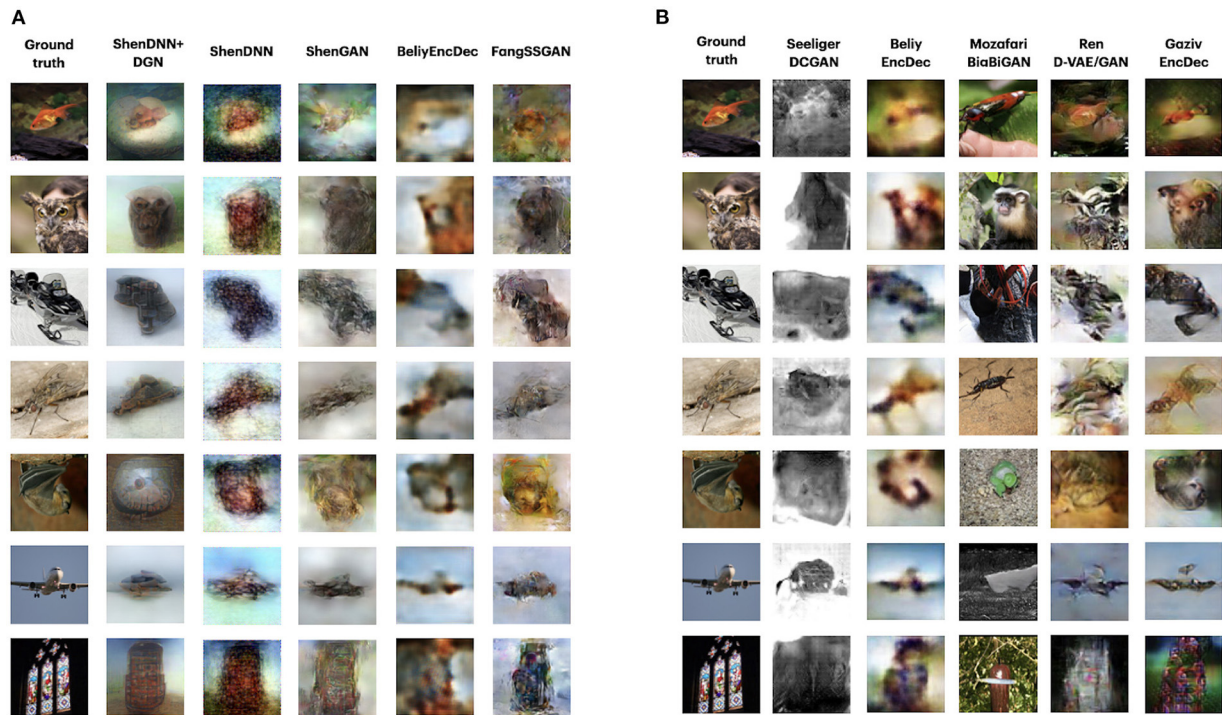 A
Ground
truth
ShenDNN+
DGN
ShenDNN
ShenGAN
BeliyEncDec
FangSSGAN
B
Ground
truth
Seeliger
DCGAN
Beliy
EncDec
Mozafari
BiaBiGAN
Ren
D-VAE/GAN
Gaziv
EncDec